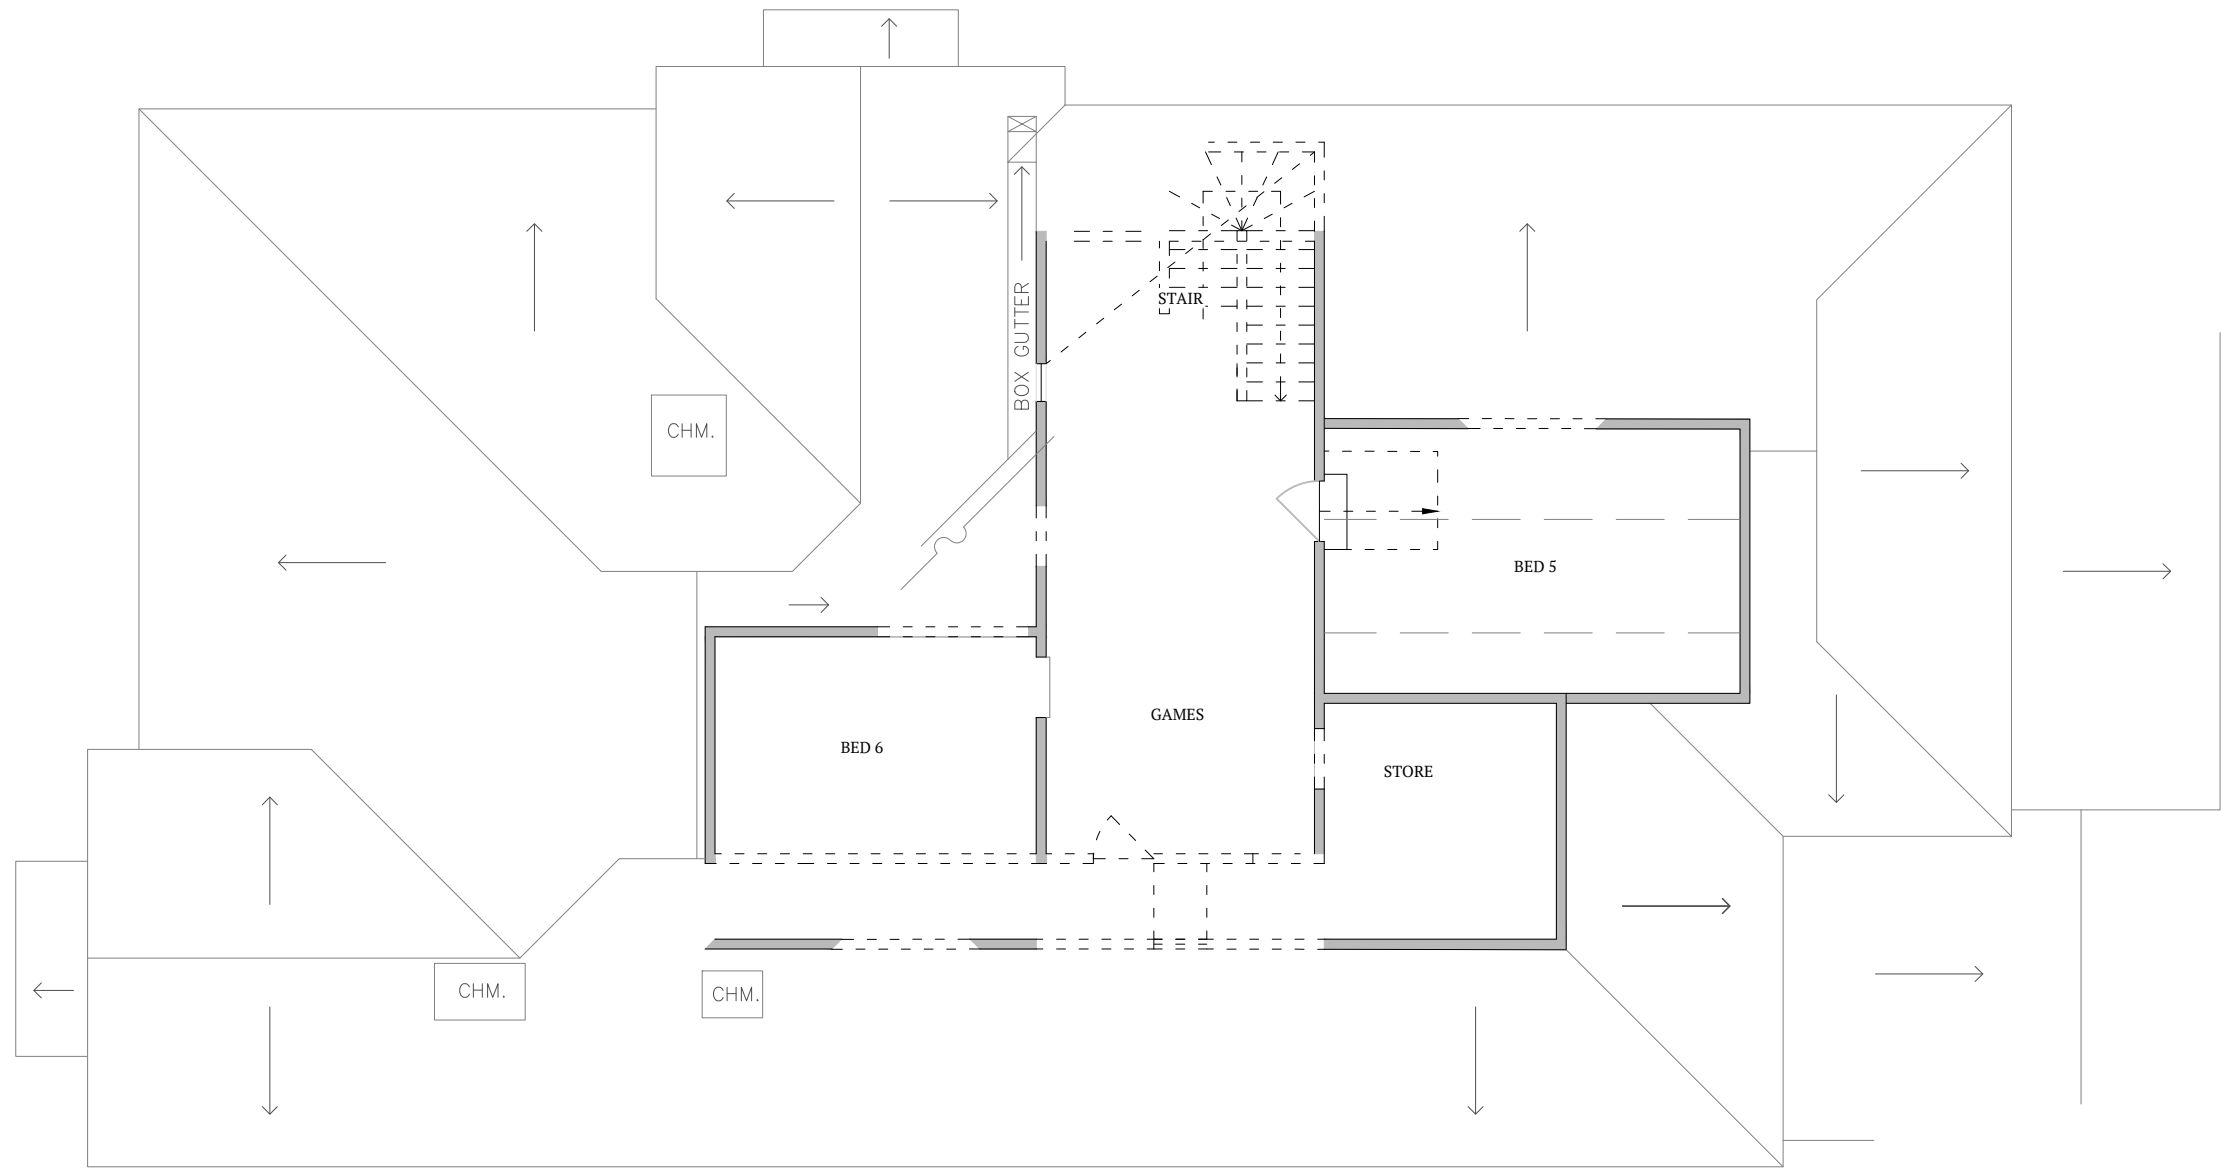 STAIR
BOX GUTTER
CHM.
BED 5
GAMES
BED 6
STORE
CHM.
CHM.